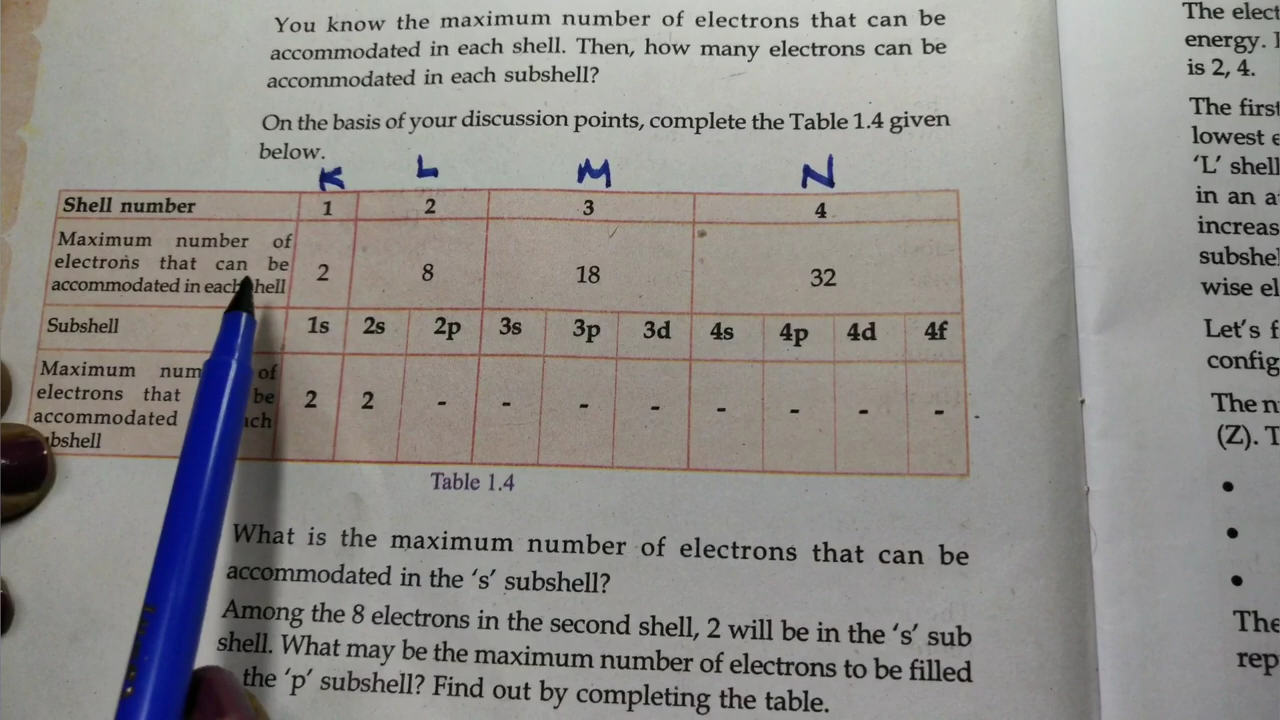 You know the maximum number of electrons that can be
accommodated in each shell. Then, how many electrons can be
accommodated in each subshell?
On the basis of your discussion points, complete the Table 1.4 given
below.
K L M N
Shell number 1 2 3 4
Maximum number of
electrons that can be
accommodated in each hell
2 8 18 32
Subshell 1s 2s 2p 3s 3p 3d 4s 4p 4d 4f
Maximum num of
electrons that be
accommodated ach
bshell
2 2 - - - - - - - -
Table 1.4
What is the maximum number of electrons that can be
accommodated in the 's' subshell?
Among the 8 electrons in the second shell, 2 will be in the 's' sub
shell. What may be the maximum number of electrons to be filled
the 'p' subshell? Find out by completing the table.
The elect
energy. I
is 2, 4.
The first
lowest e
'L' shell
in an a
increas
subshel
wise el
Let's f
config
The n
(Z). T
•
•
•
The
rep